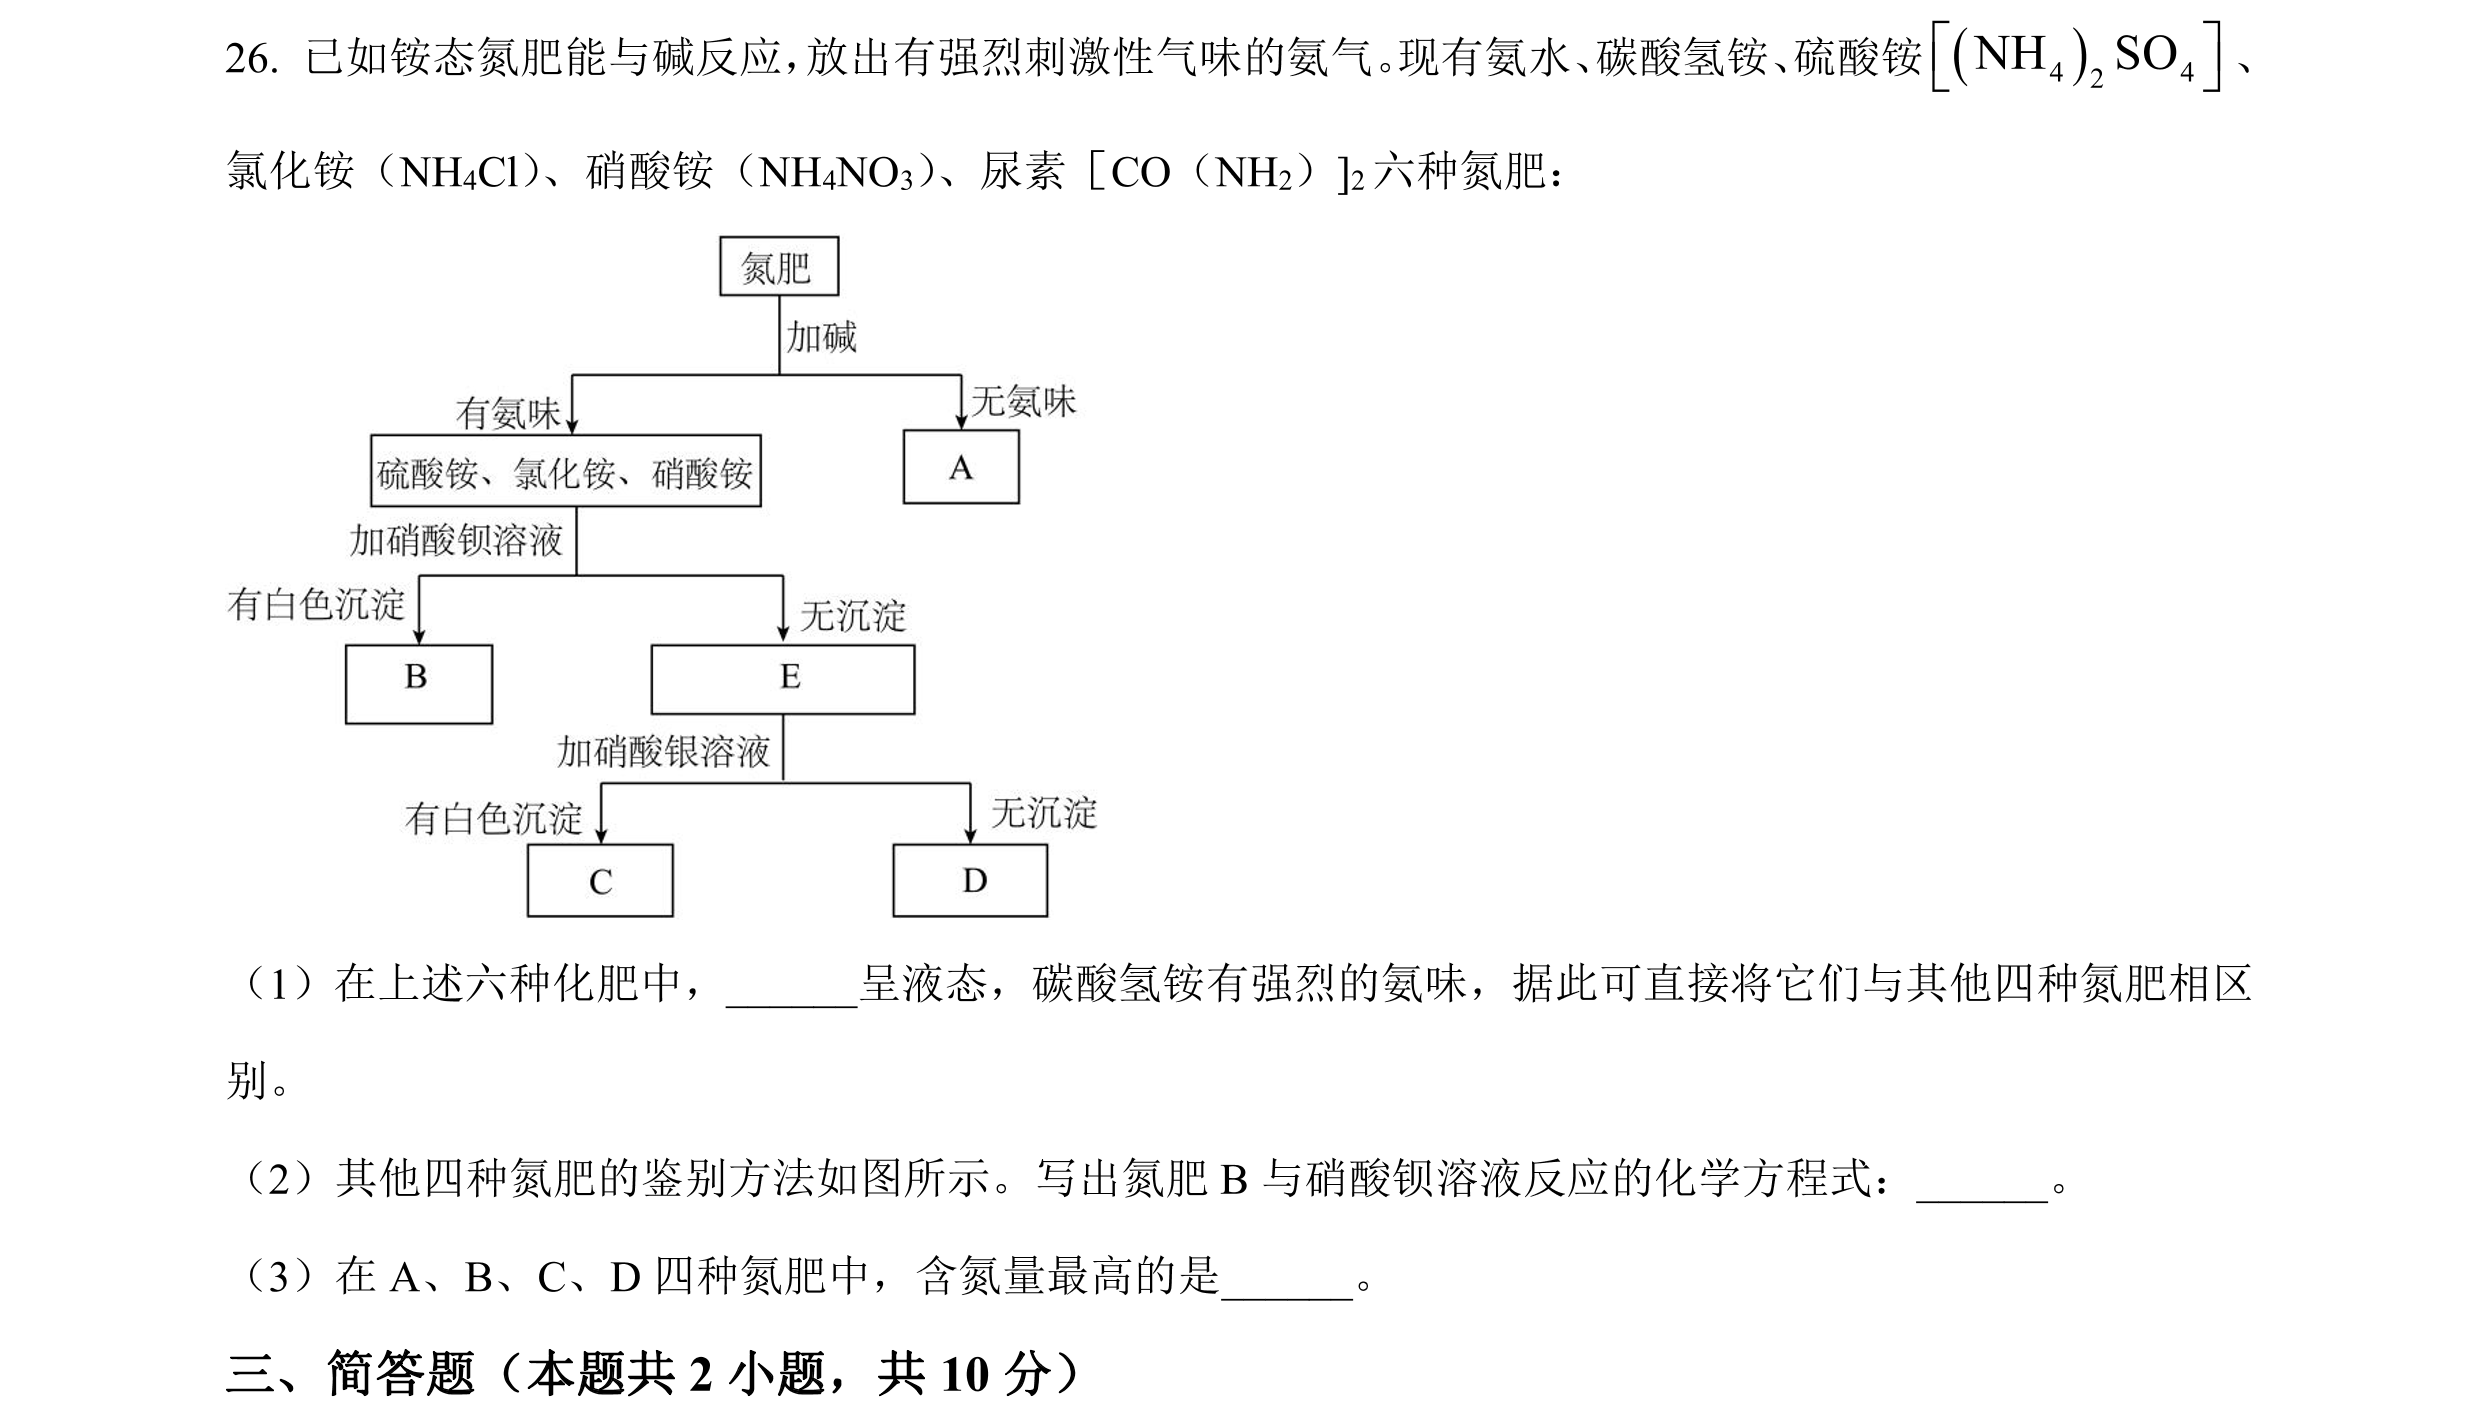 26. 已如铵态氮肥能与碱反应，放出有强烈刺激性气味的氨气。现有氨水、碳酸氢铵、硫酸铵[(NH₄)₂SO₄]、
氯化铵（NH₄Cl）、硝酸铵（NH₄NO₃）、尿素［CO（NH₂）]₂六种氮肥：
氮肥
加碱
有氨味
无氨味
硫酸铵、氯化铵、硝酸铵
A
加硝酸钡溶液
有白色沉淀
无沉淀
B
E
加硝酸银溶液
有白色沉淀
无沉淀
C
D
（1）在上述六种化肥中，______呈液态，碳酸氢铵有强烈的氨味，据此可直接将它们与其他四种氮肥相区
别。
（2）其他四种氮肥的鉴别方法如图所示。写出氮肥 B 与硝酸钡溶液反应的化学方程式：______。
（3）在 A、B、C、D 四种氮肥中，含氮量最高的是______。
三、简答题（本题共 2 小题，共 10 分）